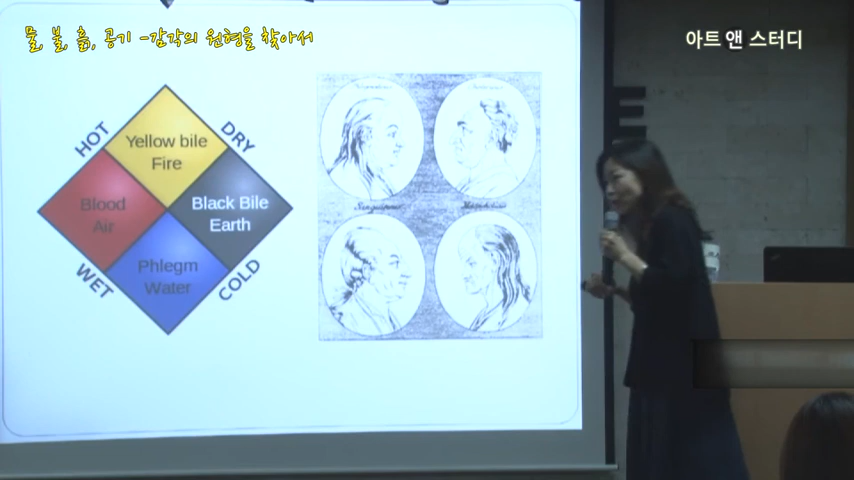 물, 불, 흙, 공기 -감각의 원형을 찾아서
아트 앤 스터디
HOT
DRY
Yellow bile
Fire
Blood
Air
Black Bile
Earth
Phlegm
Water
WET
COLD
E